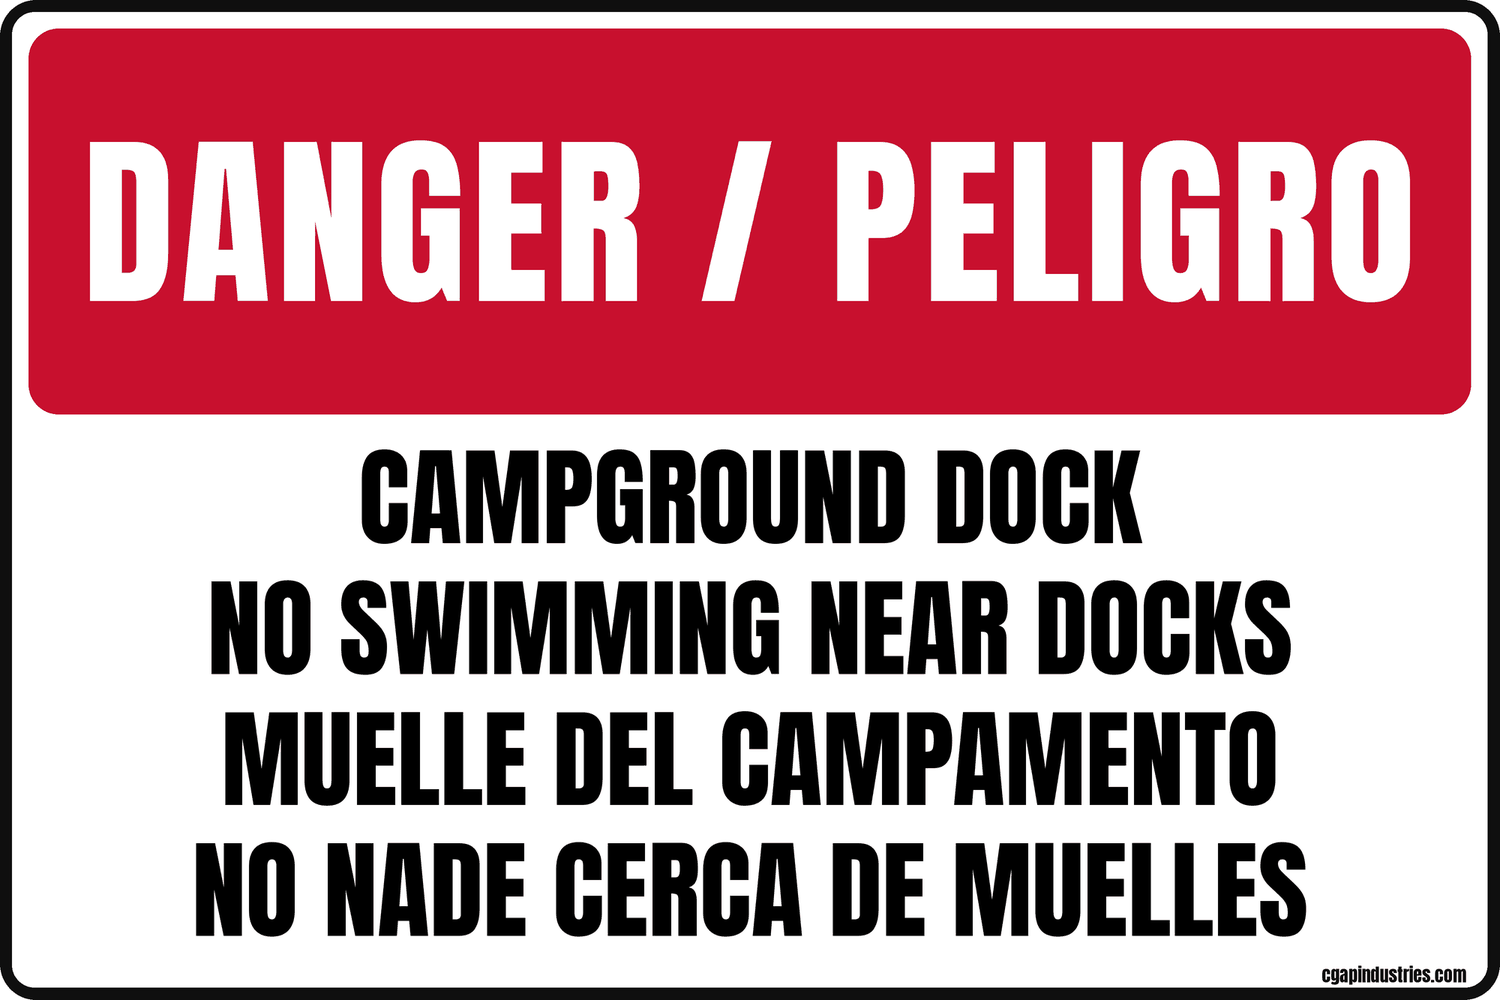 DANGER / PELIGRO
CAMPGROUND DOCK
NO SWIMMING NEAR DOCKS
MUELLE DEL CAMPAMENTO
NO NADE CERCA DE MUELLES
cgapindustries.com